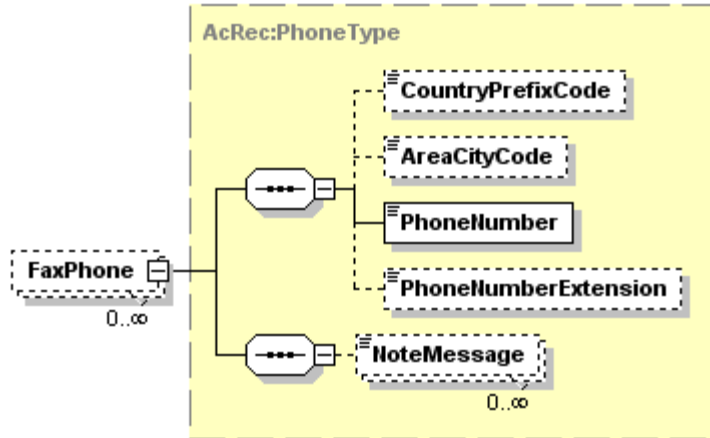 AcRec:PhoneType
CountryPrefixCode
AreaCityCode
PhoneNumber
FaxPhone
0..∞
PhoneNumberExtension
NoteMessage
0..∞